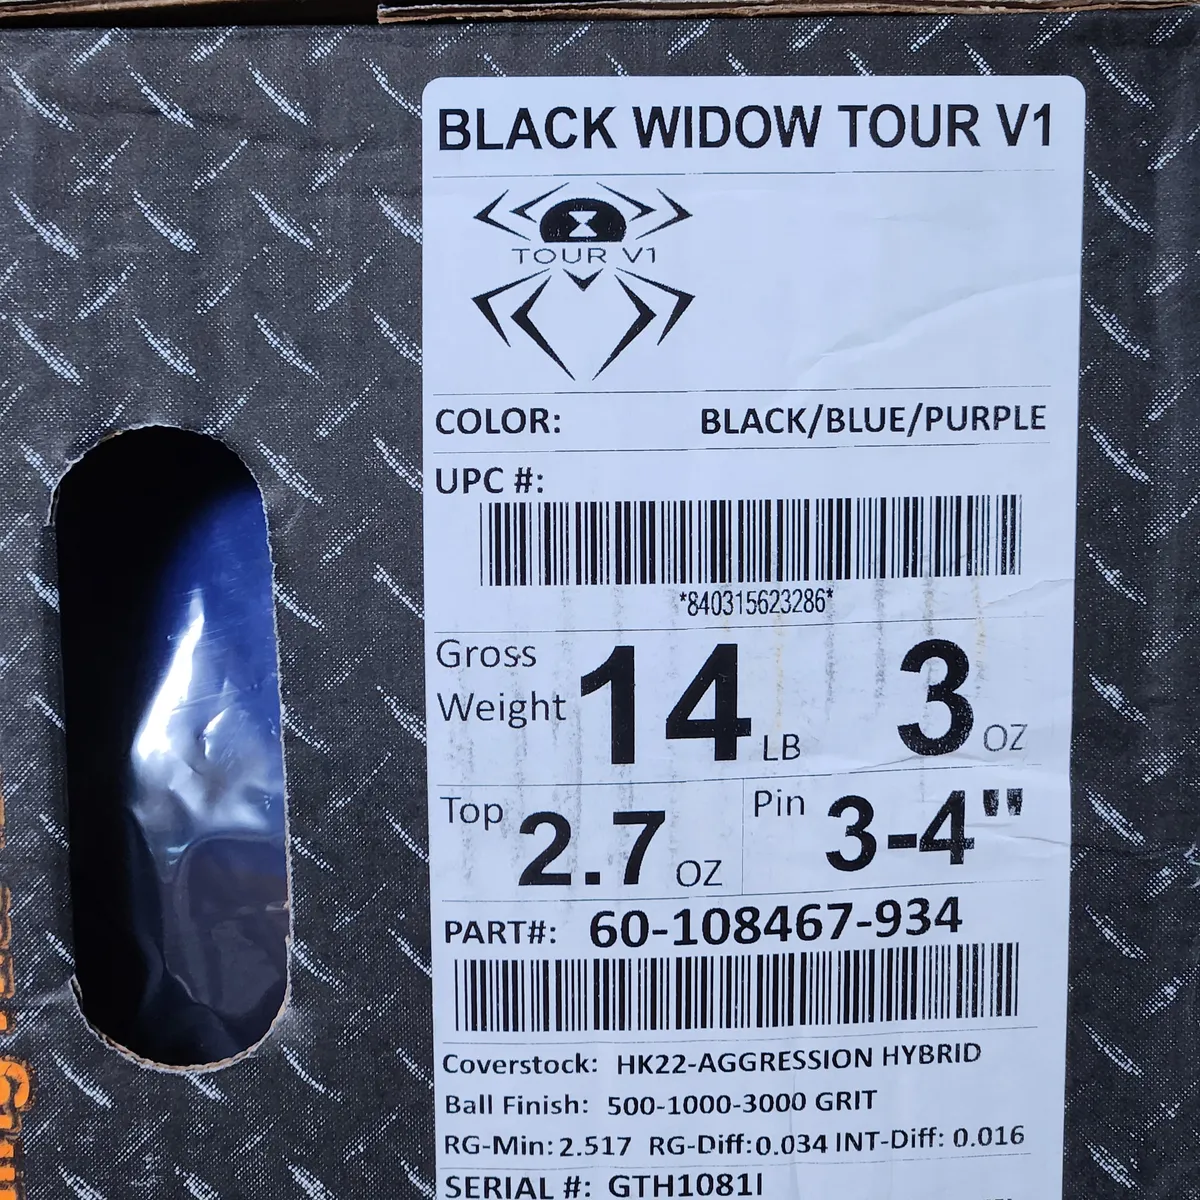 BLACK WIDOW TOUR V1
TOUR V1
COLOR: BLACK/BLUE/PURPLE
UPC #:
*840315623286*
Gross Weight 14 LB 3 OZ
Top 2.7 OZ Pin 3-4"
PART#: 60-108467-934
Coverstock: HK22-AGGRESSION HYBRID
Ball Finish: 500-1000-3000 GRIT
RG-Min: 2.517 RG-Diff: 0.034 INT-Diff: 0.016
SERIAL #: GTH1081I